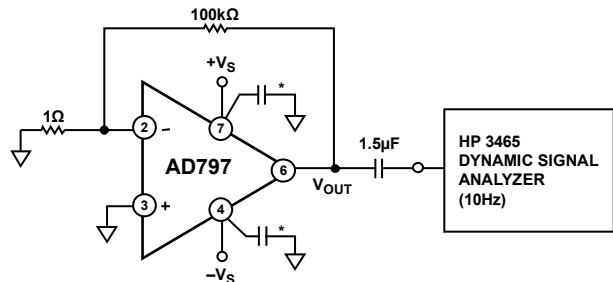 100kΩ
+VS
*
1Ω
2
−
7
1.5µF
HP 3465
DYNAMIC SIGNAL
ANALYZER
(10Hz)
AD797
6
VOUT
3
+
4
*
−VS